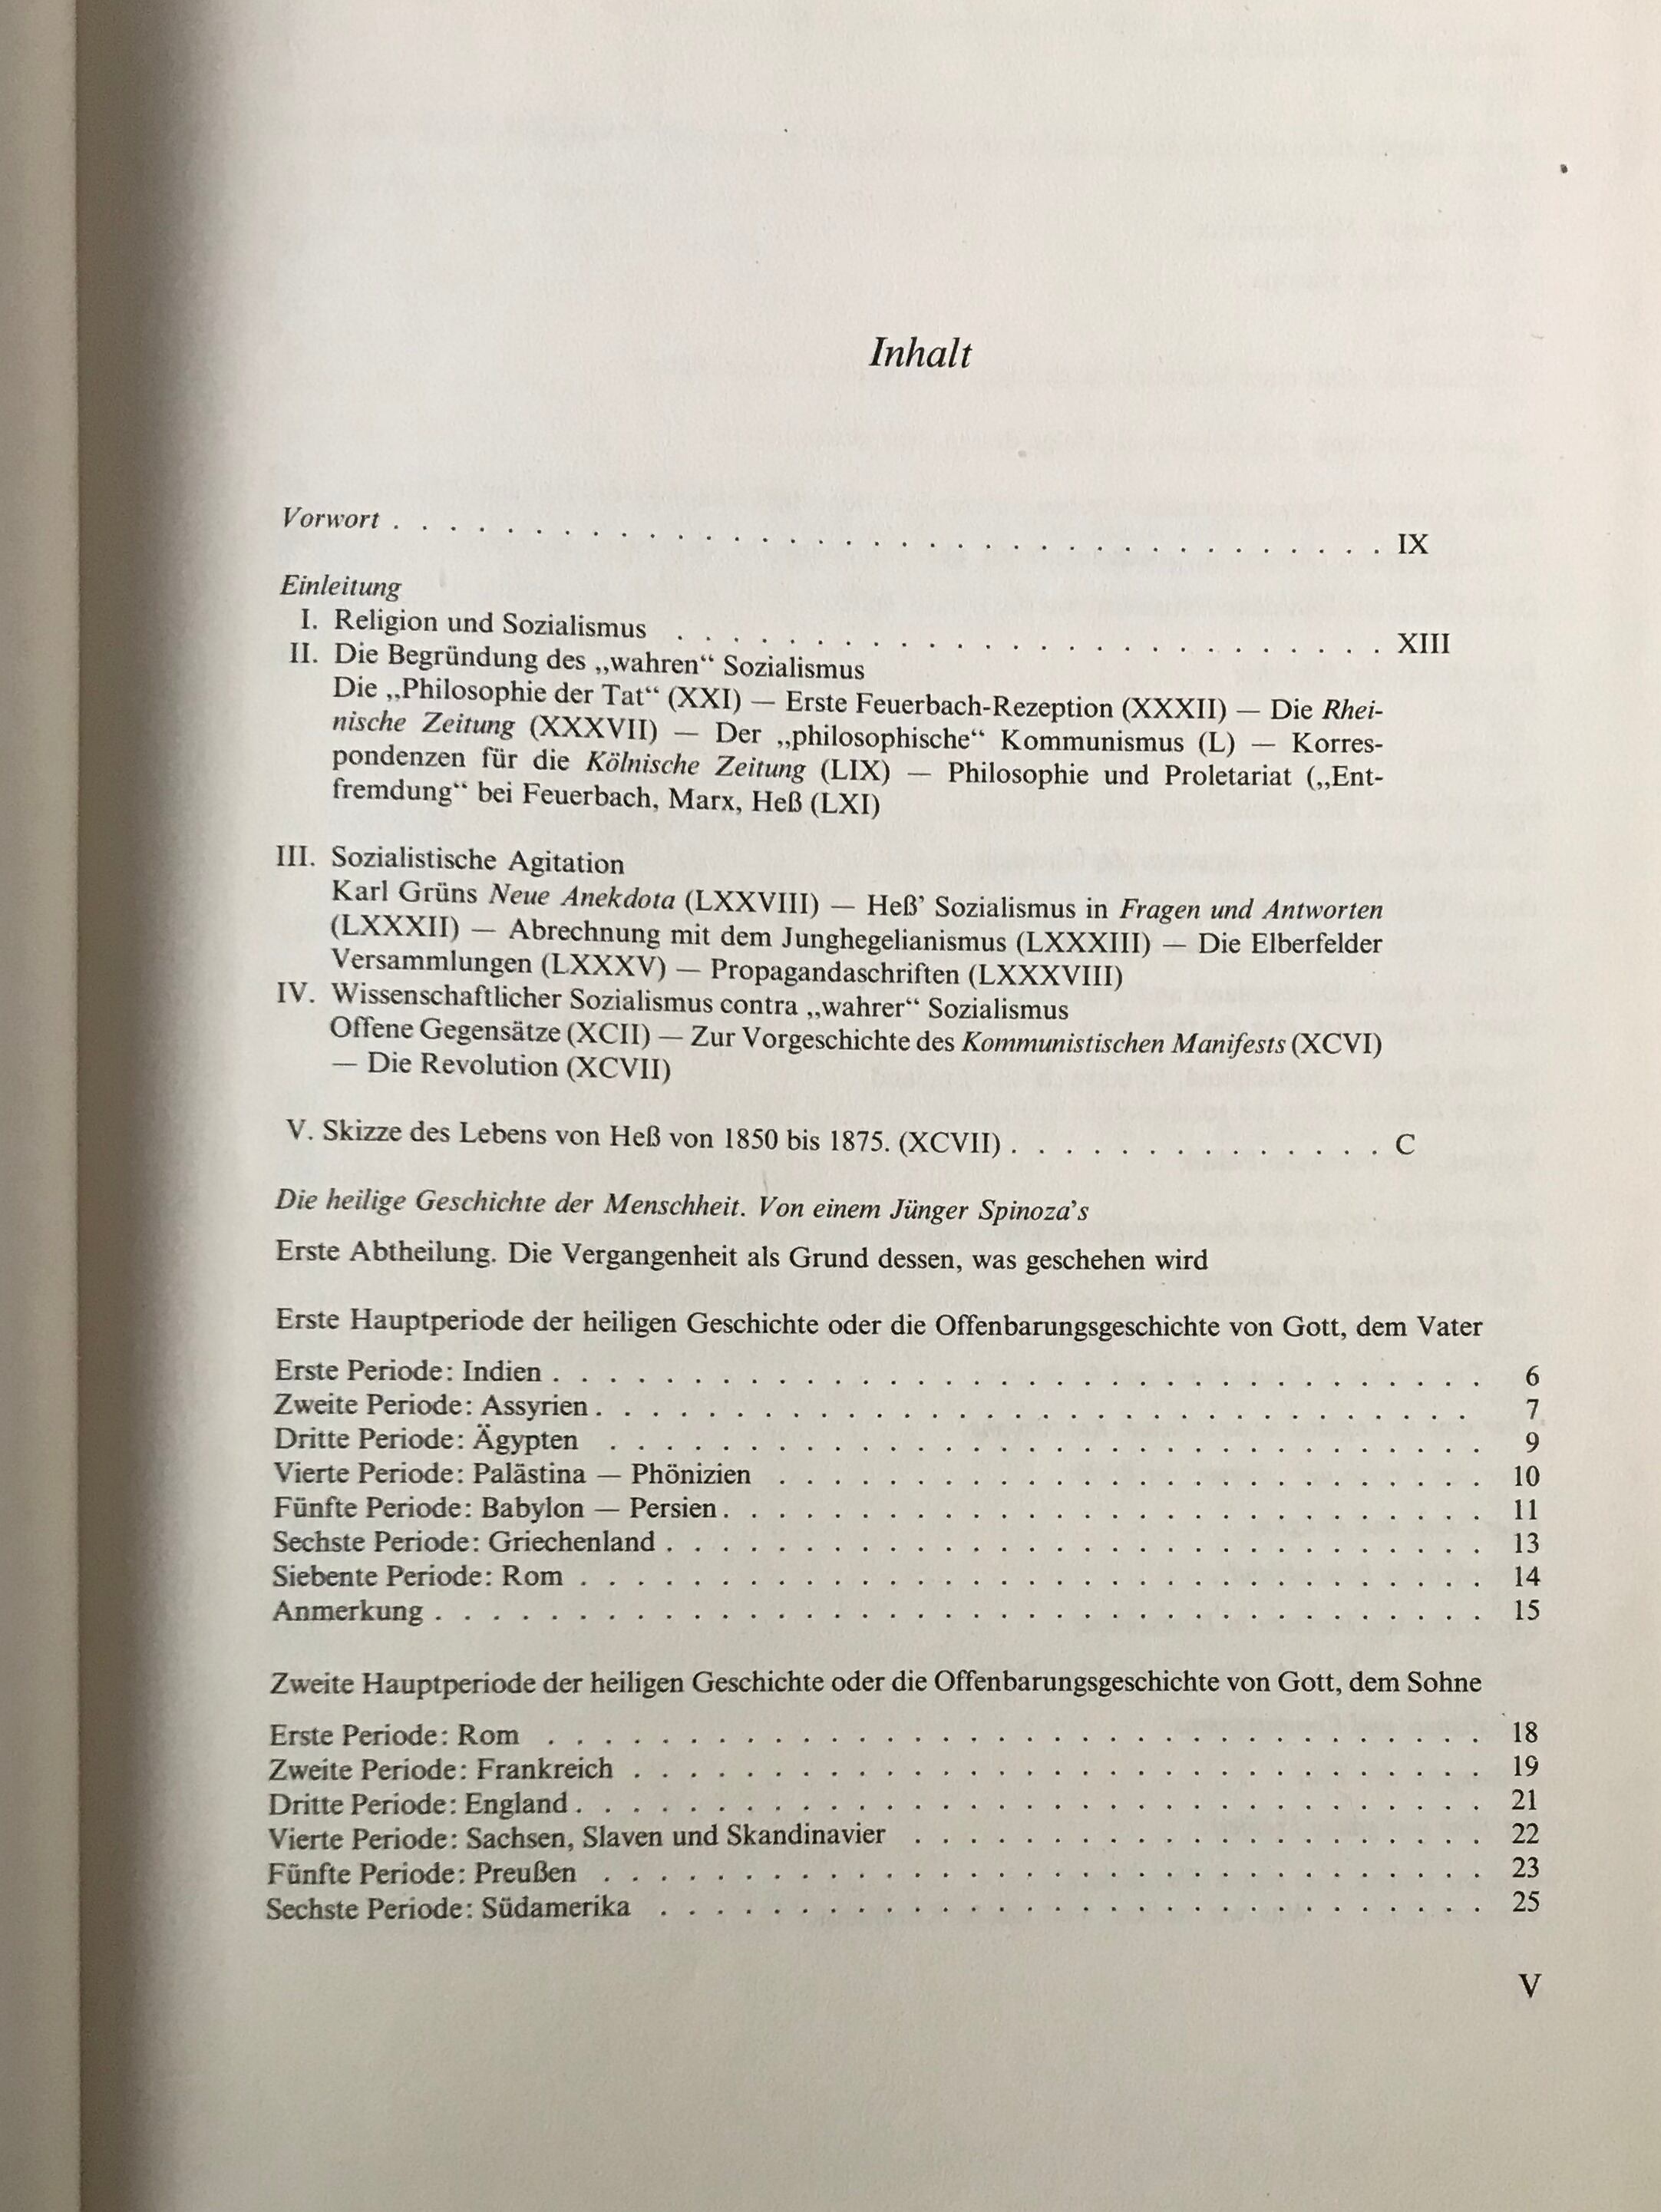 Inhalt
Vorwort . . . . . . . . . . . . . . . . . . . . . . . . . . . . . . . . . . . . IX
Einleitung
I. Religion und Sozialismus . . . . . . . . . . . . . . . . . . . . . . . . . . XIII
II. Die Begründung des „wahren“ Sozialismus
Die „Philosophie der Tat“ (XXI) — Erste Feuerbach-Rezeption (XXXII) — Die Rhei-
nische Zeitung (XXXVII) — Der „philosophische“ Kommunismus (L) — Korres-
pondenzen für die Kölnische Zeitung (LIX) — Philosophie und Proletariat („Ent-
fremdung“ bei Feuerbach, Marx, Heß (LXI)
III. Sozialistische Agitation
Karl Grüns Neue Anekdota (LXXVIII) — Heß’ Sozialismus in Fragen und Antworten
(LXXXII) — Abrechnung mit dem Junghegelianismus (LXXXIII) — Die Elberfelder
Versammlungen (LXXXV) — Propagandaschriften (LXXXVIII)
IV. Wissenschaftlicher Sozialismus contra „wahrer“ Sozialismus
Offene Gegensätze (XCII) — Zur Vorgeschichte des Kommunistischen Manifests (XCVI)
— Die Revolution (XCVII)
V. Skizze des Lebens von Heß von 1850 bis 1875. (XCVII) . . . . . . . . . . . . . . C
Die heilige Geschichte der Menschheit. Von einem Jünger Spinoza’s
Erste Abtheilung. Die Vergangenheit als Grund dessen, was geschehen wird
Erste Hauptperiode der heiligen Geschichte oder die Offenbarungsgeschichte von Gott, dem Vater
Erste Periode: Indien . . . . . . . . . . . . . . . . . . . . . . . . . . . . . . . . . . 6
Zweite Periode: Assyrien . . . . . . . . . . . . . . . . . . . . . . . . . . . . . . . . 7
Dritte Periode: Ägypten . . . . . . . . . . . . . . . . . . . . . . . . . . . . . . . . 9
Vierte Periode: Palästina — Phönizien . . . . . . . . . . . . . . . . . . . . . . . . . . 10
Fünfte Periode: Babylon — Persien . . . . . . . . . . . . . . . . . . . . . . . . . . . . 11
Sechste Periode: Griechenland . . . . . . . . . . . . . . . . . . . . . . . . . . . . . . 13
Siebente Periode: Rom . . . . . . . . . . . . . . . . . . . . . . . . . . . . . . . . . 14
Anmerkung . . . . . . . . . . . . . . . . . . . . . . . . . . . . . . . . . . . . . . 15
Zweite Hauptperiode der heiligen Geschichte oder die Offenbarungsgeschichte von Gott, dem Sohne
Erste Periode: Rom . . . . . . . . . . . . . . . . . . . . . . . . . . . . . . . . . . 18
Zweite Periode: Frankreich . . . . . . . . . . . . . . . . . . . . . . . . . . . . . . . 19
Dritte Periode: England . . . . . . . . . . . . . . . . . . . . . . . . . . . . . . . . . 21
Vierte Periode: Sachsen, Slaven und Skandinavier . . . . . . . . . . . . . . . . . . . . . 22
Fünfte Periode: Preußen . . . . . . . . . . . . . . . . . . . . . . . . . . . . . . . . 23
Sechste Periode: Südamerika . . . . . . . . . . . . . . . . . . . . . . . . . . . . . . 25
V